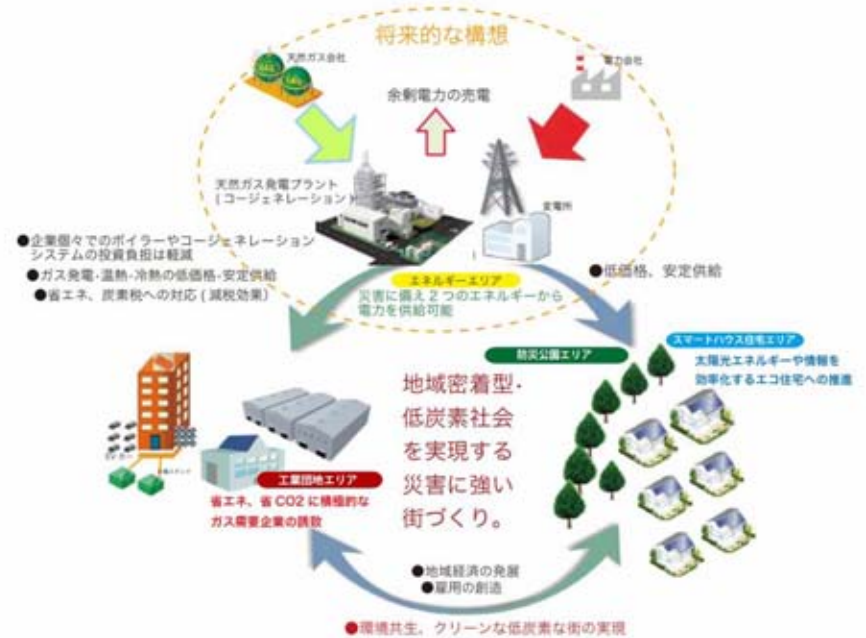 将来的な構想
天然ガス会社
電力会社
余剰電力の売電
天然ガス発電プラント
(コージェネレーション)
変電所
●企業個々でのボイラーやコージェネレーション
システムの投資負担は軽減
●ガス発電・温熱・冷熱の低価格・安定供給
●省エネ、炭素税への対応(減税効果)
エネルギーエリア
災害に備え2つのエネルギーから
電力を供給可能
●低価格、安定供給
防災公園エリア
スマートハウス住宅エリア
太陽光エネルギーや情報を
効率化するエコ住宅への推進
地域密着型・
低炭素社会
を実現する
災害に強い
街づくり。
工業団地エリア
省エネ、省CO2に積極的な
ガス需要企業の誘致
●地域経済の発展
●雇用の創造
●環境共生、クリーンな低炭素な街の実現